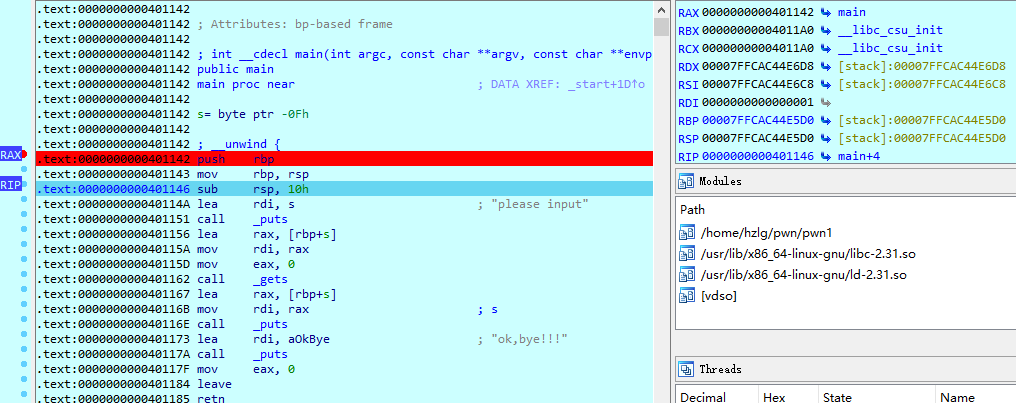 .text:0000000000401142
.text:0000000000401142 ; Attributes: bp-based frame
.text:0000000000401142
.text:0000000000401142 ; int __cdecl main(int argc, const char **argv, const char **envp
.text:0000000000401142 public main
.text:0000000000401142 main proc near ; DATA XREF: _start+1D↑o
.text:0000000000401142
.text:0000000000401142 s= byte ptr -0Fh
.text:0000000000401142
.text:0000000000401142 ; __unwind {
RAX .text:0000000000401142 push rbp
.text:0000000000401143 mov rbp, rsp
RIP .text:0000000000401146 sub rsp, 10h
.text:000000000040114A lea rdi, s ; "please input"
.text:0000000000401151 call _puts
.text:0000000000401156 lea rax, [rbp+s]
.text:000000000040115A mov rdi, rax
.text:000000000040115D mov eax, 0
.text:0000000000401162 call _gets
.text:0000000000401167 lea rax, [rbp+s]
.text:000000000040116B mov rdi, rax ; s
.text:000000000040116E call _puts
.text:0000000000401173 lea rdi, aOkBye ; "ok,bye!!!"
.text:000000000040117A call _puts
.text:000000000040117F mov eax, 0
.text:0000000000401184 leave
.text:0000000000401185 retn
RAX 0000000000401142 main
RBX 00000000004011A0 __libc_csu_init
RCX 00000000004011A0 __libc_csu_init
RDX 00007FFCAC44E6D8 [stack]:00007FFCAC44E6D8
RSI 00007FFCAC44E6C8 [stack]:00007FFCAC44E6C8
RDI 0000000000000001
RBP 00007FFCAC44E5D0 [stack]:00007FFCAC44E5D0
RSP 00007FFCAC44E5D0 [stack]:00007FFCAC44E5D0
RIP 0000000000401146 main+4
Modules
Path
/home/hzlg/pwn/pwn1
/usr/lib/x86_64-linux-gnu/libc-2.31.so
/usr/lib/x86_64-linux-gnu/ld-2.31.so
[vdso]
Threads
Decimal Hex State Name